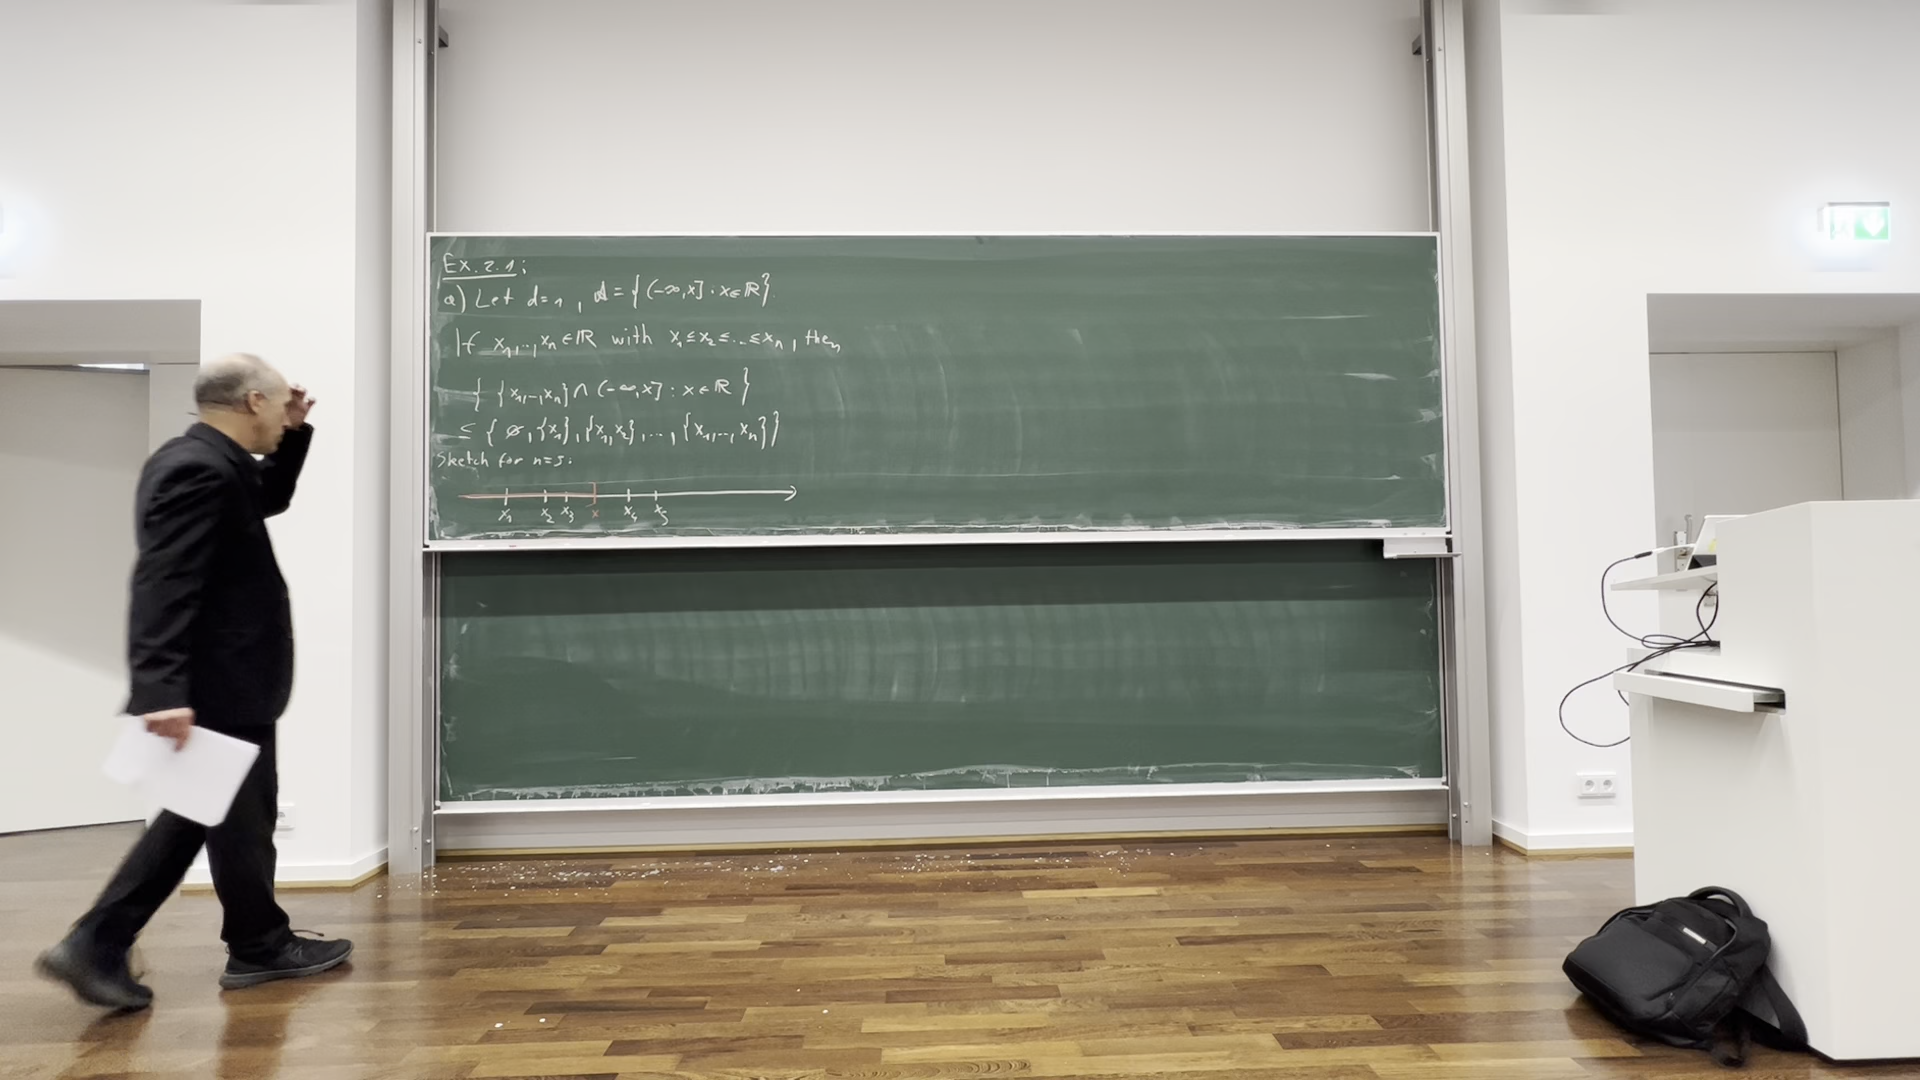 Ex. 2.1:
a) Let d=1, 𝒜 = {(-∞,x] : x∈ℝ}.
If x₁,..,xₙ∈ℝ with x₁≤x₂≤..≤xₙ, then
{ {x₁,..,xₙ}∩(-∞,x] : x∈ℝ }
⊆ { ∅, {x₁}, {x₁,x₂}, ..., {x₁,...,xₙ} }
Sketch for n=5:
x₁ x₂ x₃ x x₄ x₅